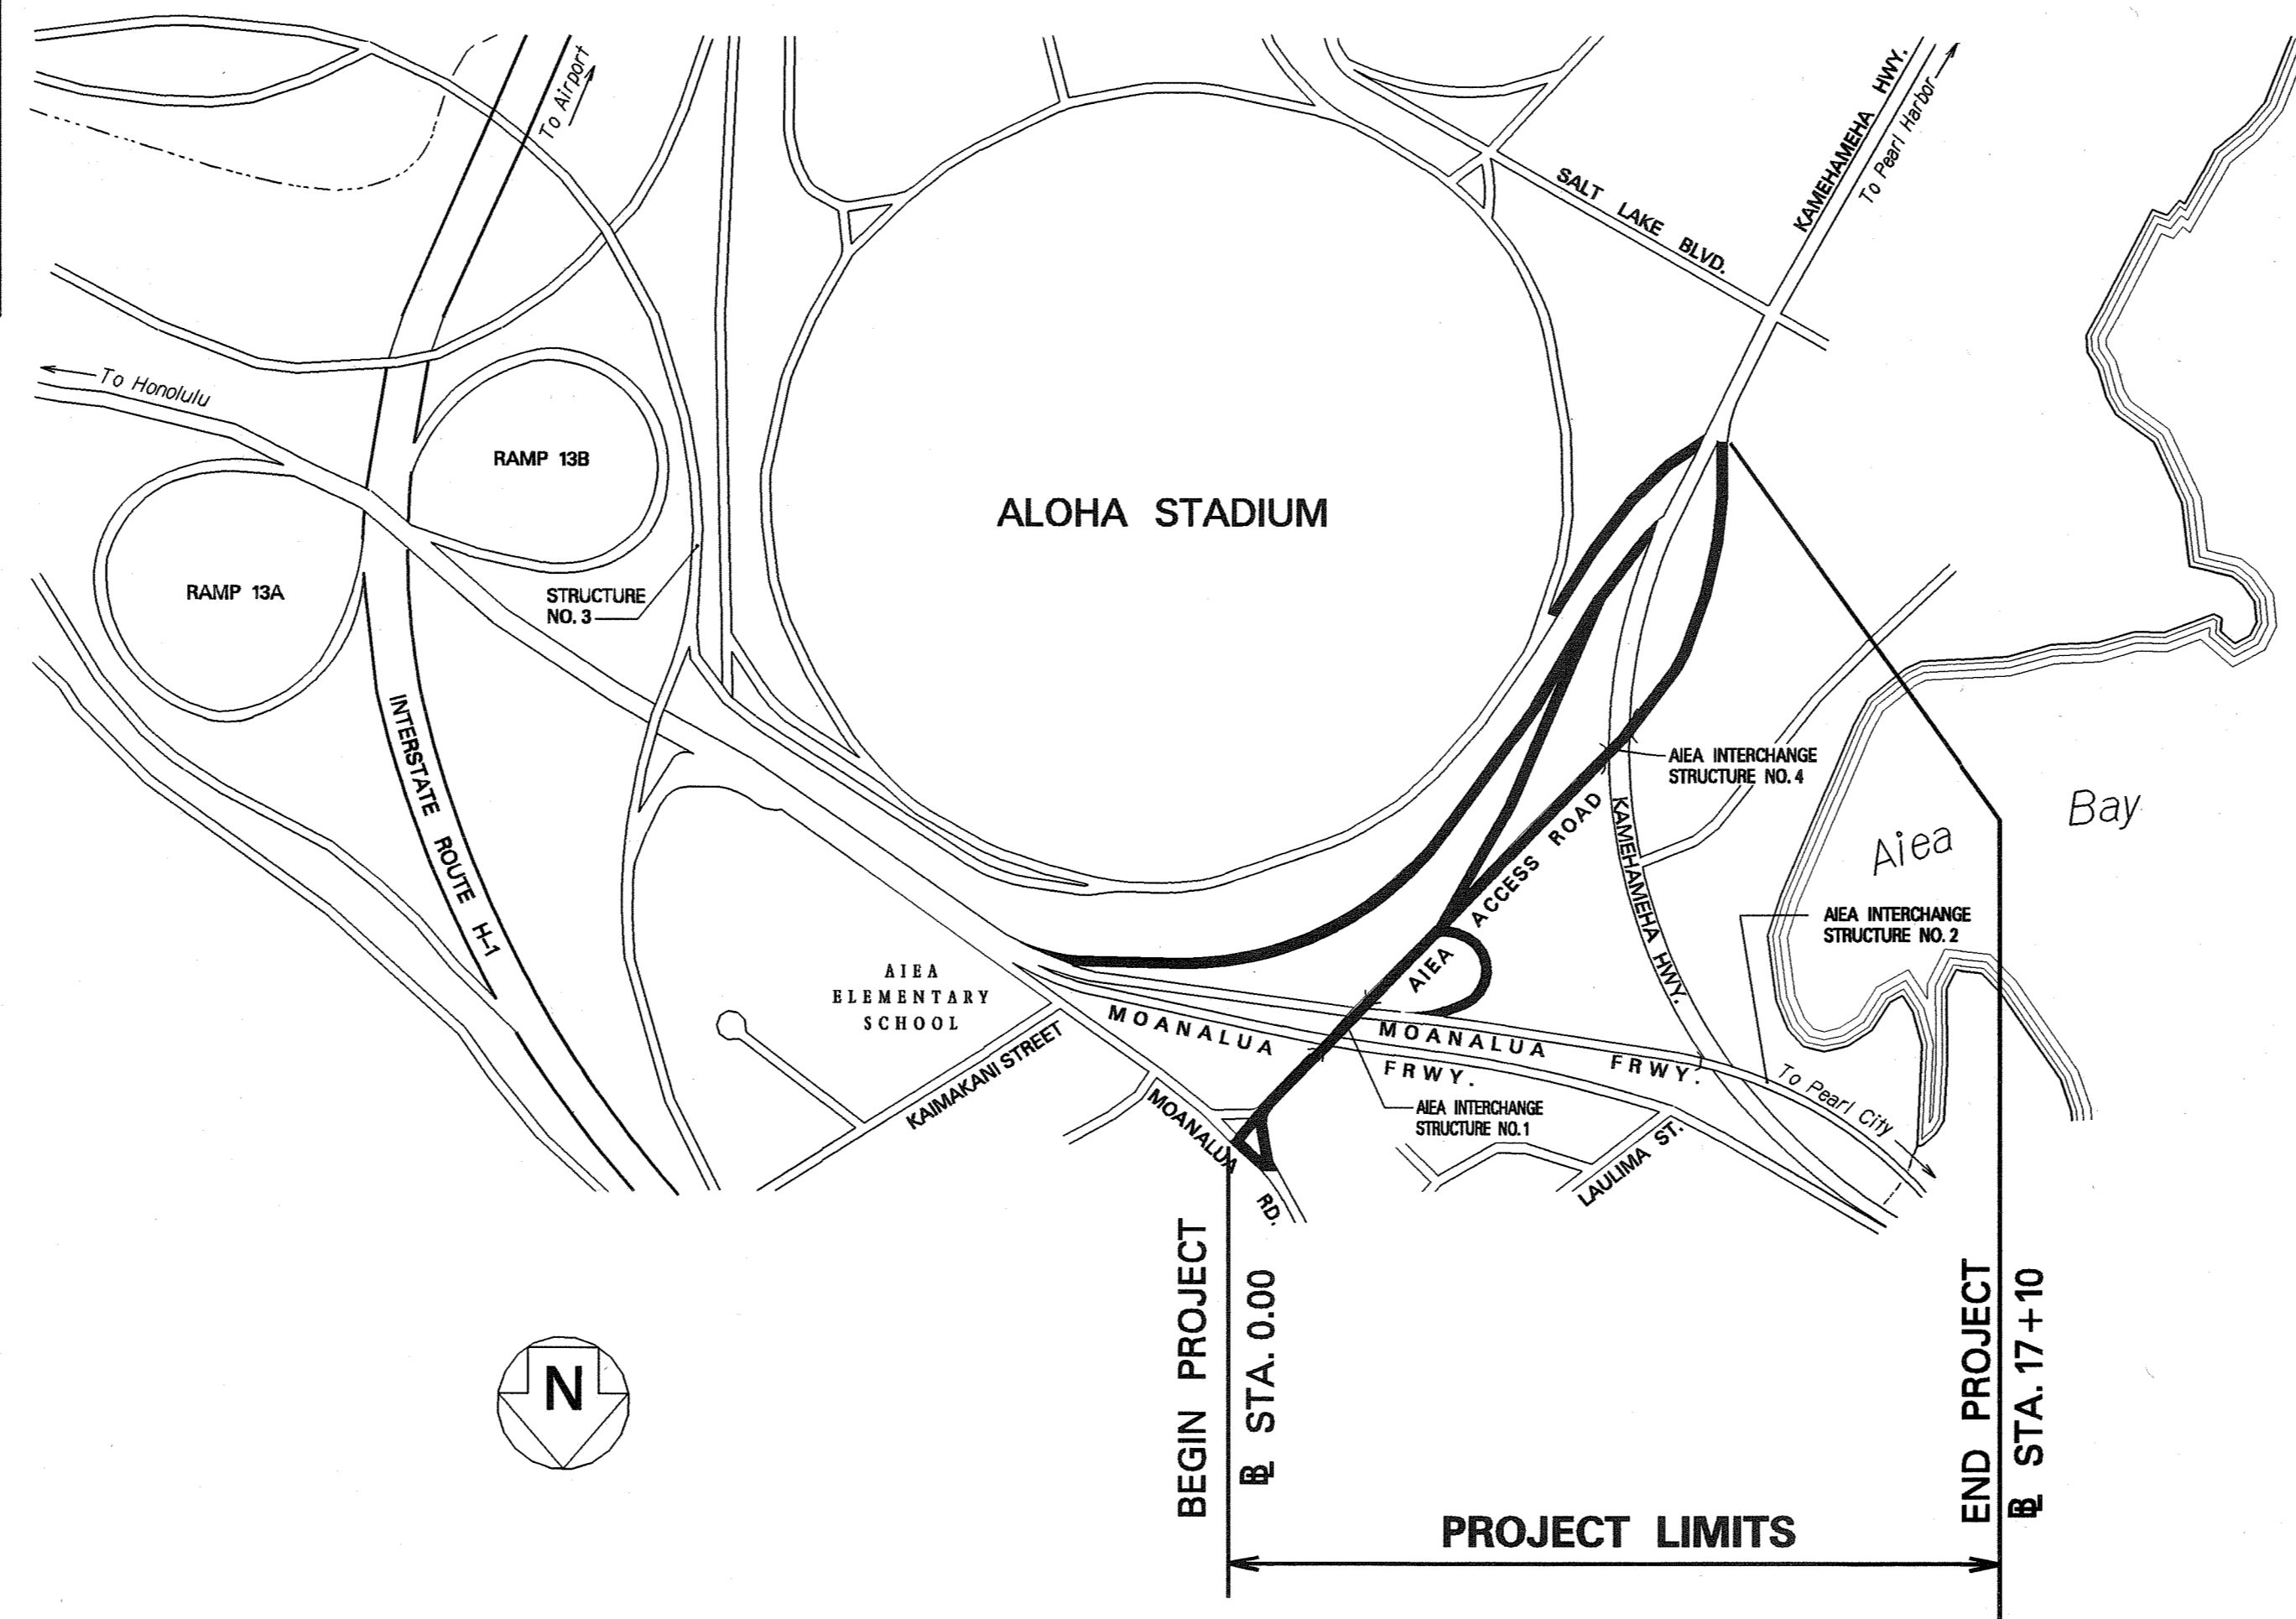 To Airport
KAMEHAMEHA HWY.
To Pearl Harbor
SALT LAKE BLVD.
To Honolulu
RAMP 13B
ALOHA STADIUM
RAMP 13A
STRUCTURE
NO. 3
INTERSTATE ROUTE H-1
AIEA INTERCHANGE
STRUCTURE NO. 4
KAMEHAMEHA HWY.
Aiea Bay
AIEA ACCESS ROAD
AIEA INTERCHANGE
STRUCTURE NO. 2
AIEA
ELEMENTARY
SCHOOL
MOANALUA FRWY.
MOANALUA FRWY.
To Pearl City
KAIMAKANI STREET
MOANALUA RD.
AIEA INTERCHANGE
STRUCTURE NO. 1
LAULIMA ST.
BEGIN PROJECT
BL STA. 0.00
END PROJECT
BL STA. 17+10
N
PROJECT LIMITS